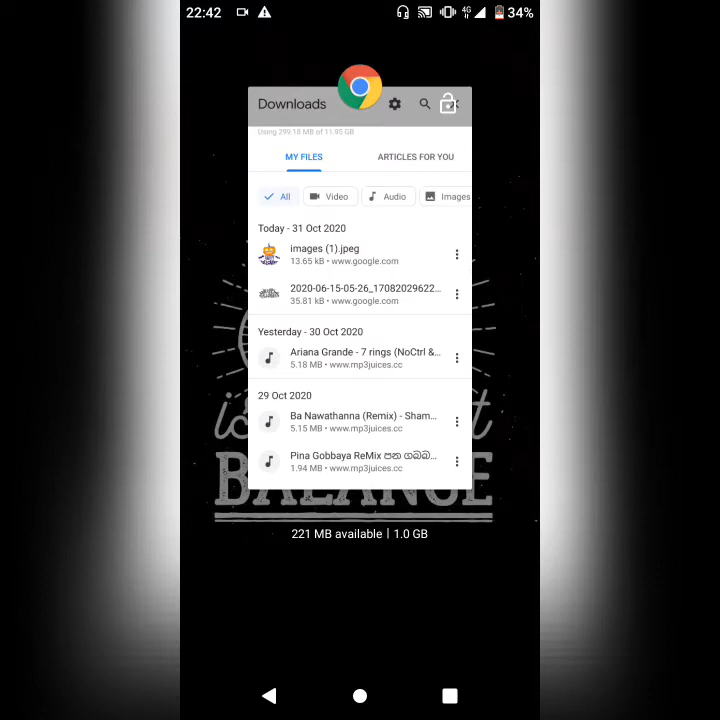 22:42 4G 34%
Downloads
Using 299.18 MB of 11.95 GB
MY FILES ARTICLES FOR YOU
All Video Audio Images
Today - 31 Oct 2020
images (1).jpeg
13.65 kB • www.google.com
2020-06-15-05-26_17082029622...
35.81 kB • www.google.com
Yesterday - 30 Oct 2020
Ariana Grande - 7 rings (NoCtrl &...
5.18 MB • www.mp3juices.cc
29 Oct 2020
Ba Nawathanna (Remix) - Sham...
5.15 MB • www.mp3juices.cc
Pina Gobbaya ReMix පන ගබබ...
1.94 MB • www.mp3juices.cc
is
BALANCE
221 MB available | 1.0 GB